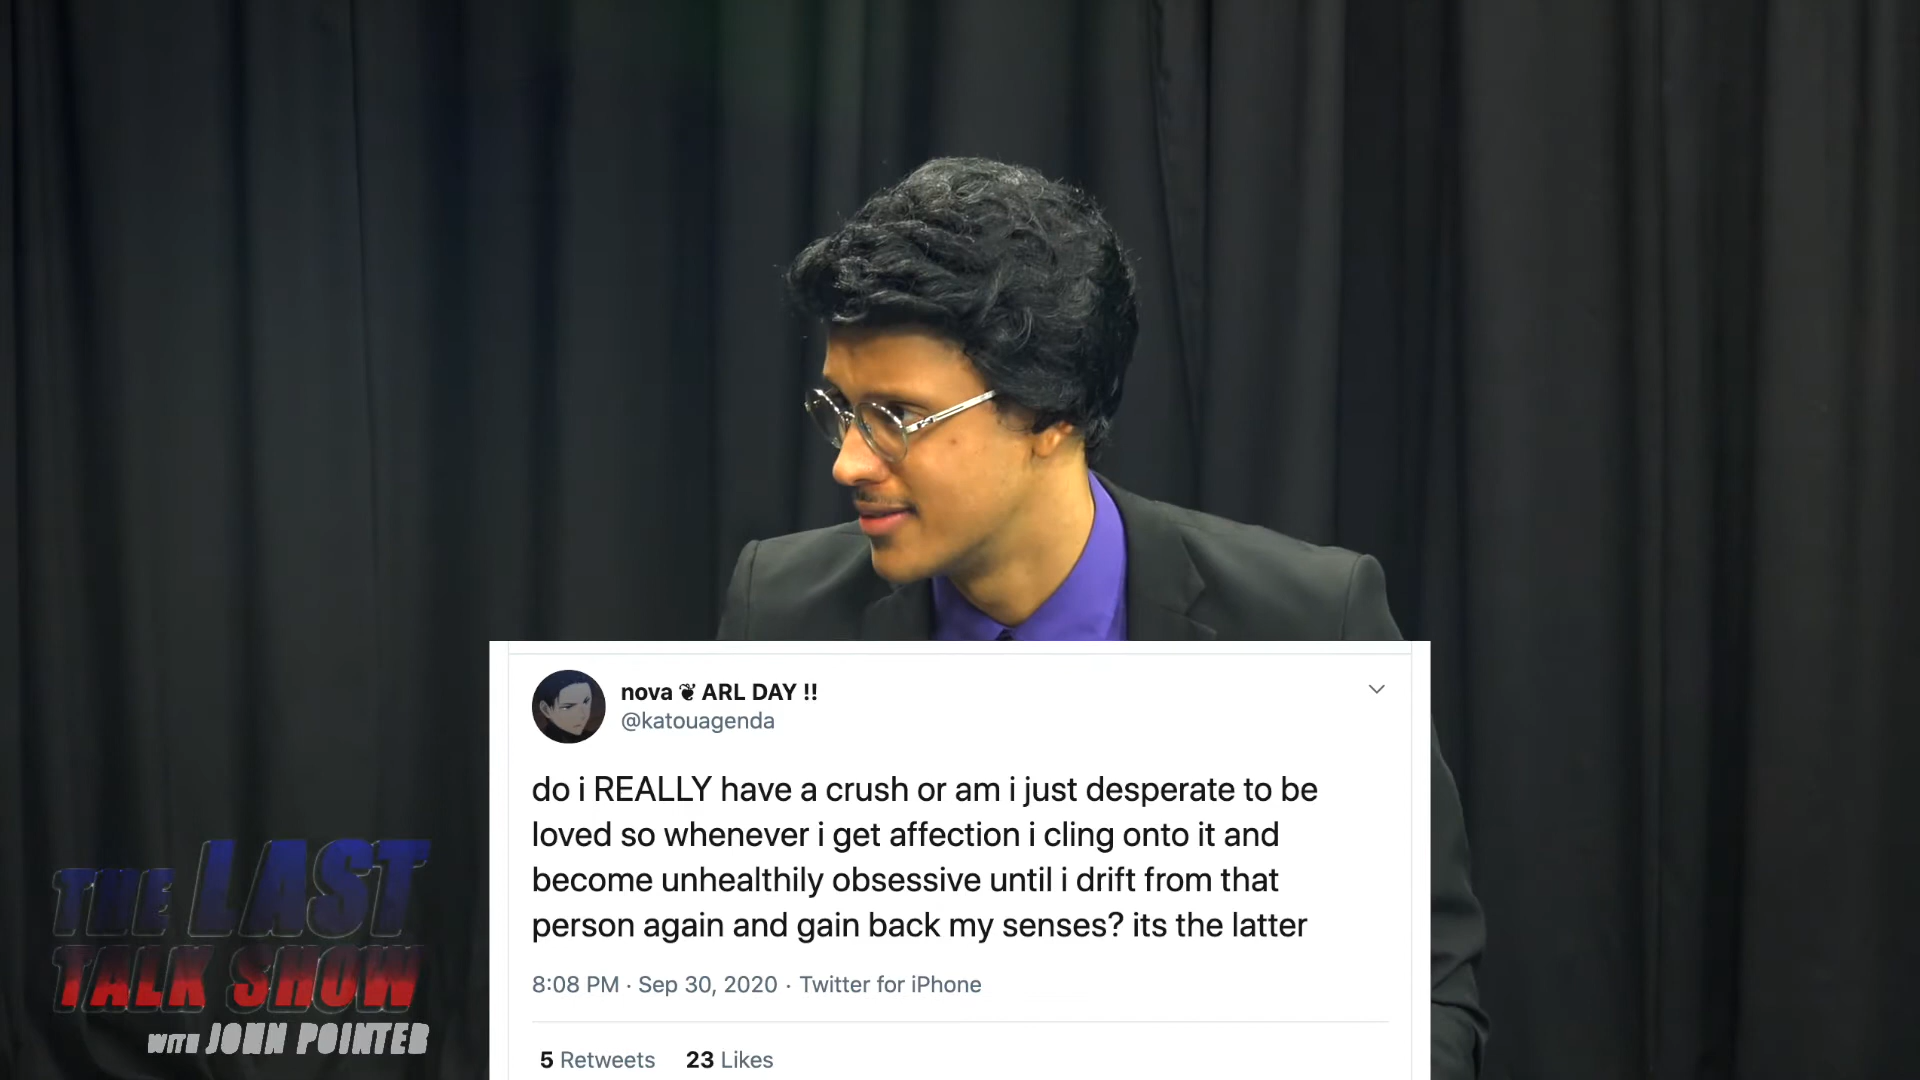 nova ❦ ARL DAY !!
@katouagenda
do i REALLY have a crush or am i just desperate to be
loved so whenever i get affection i cling onto it and
become unhealthily obsessive until i drift from that
person again and gain back my senses? its the latter
8:08 PM · Sep 30, 2020 · Twitter for iPhone
5 Retweets 23 Likes
THE LAST
TALK SHOW
WITH JOHN POINTER